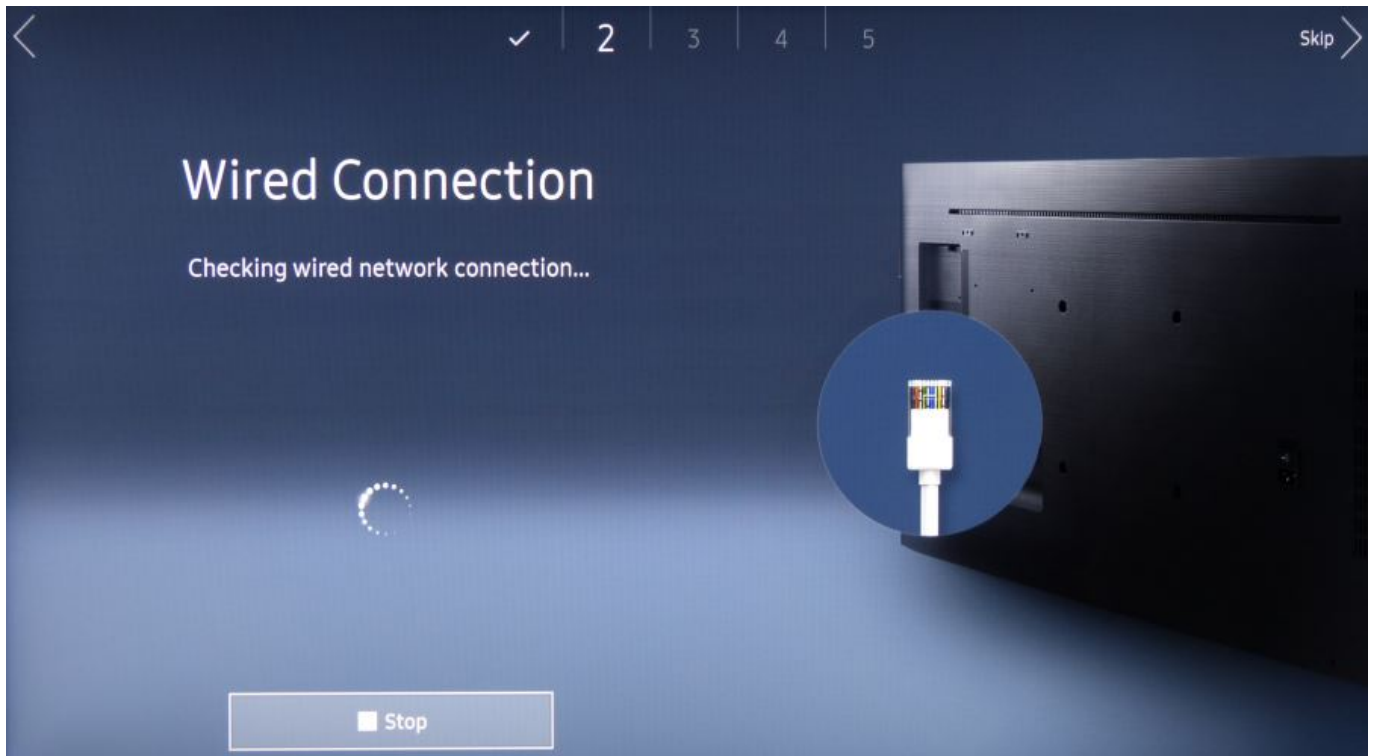 2 3 4 5
Skip
Wired Connection
Checking wired network connection...
Stop